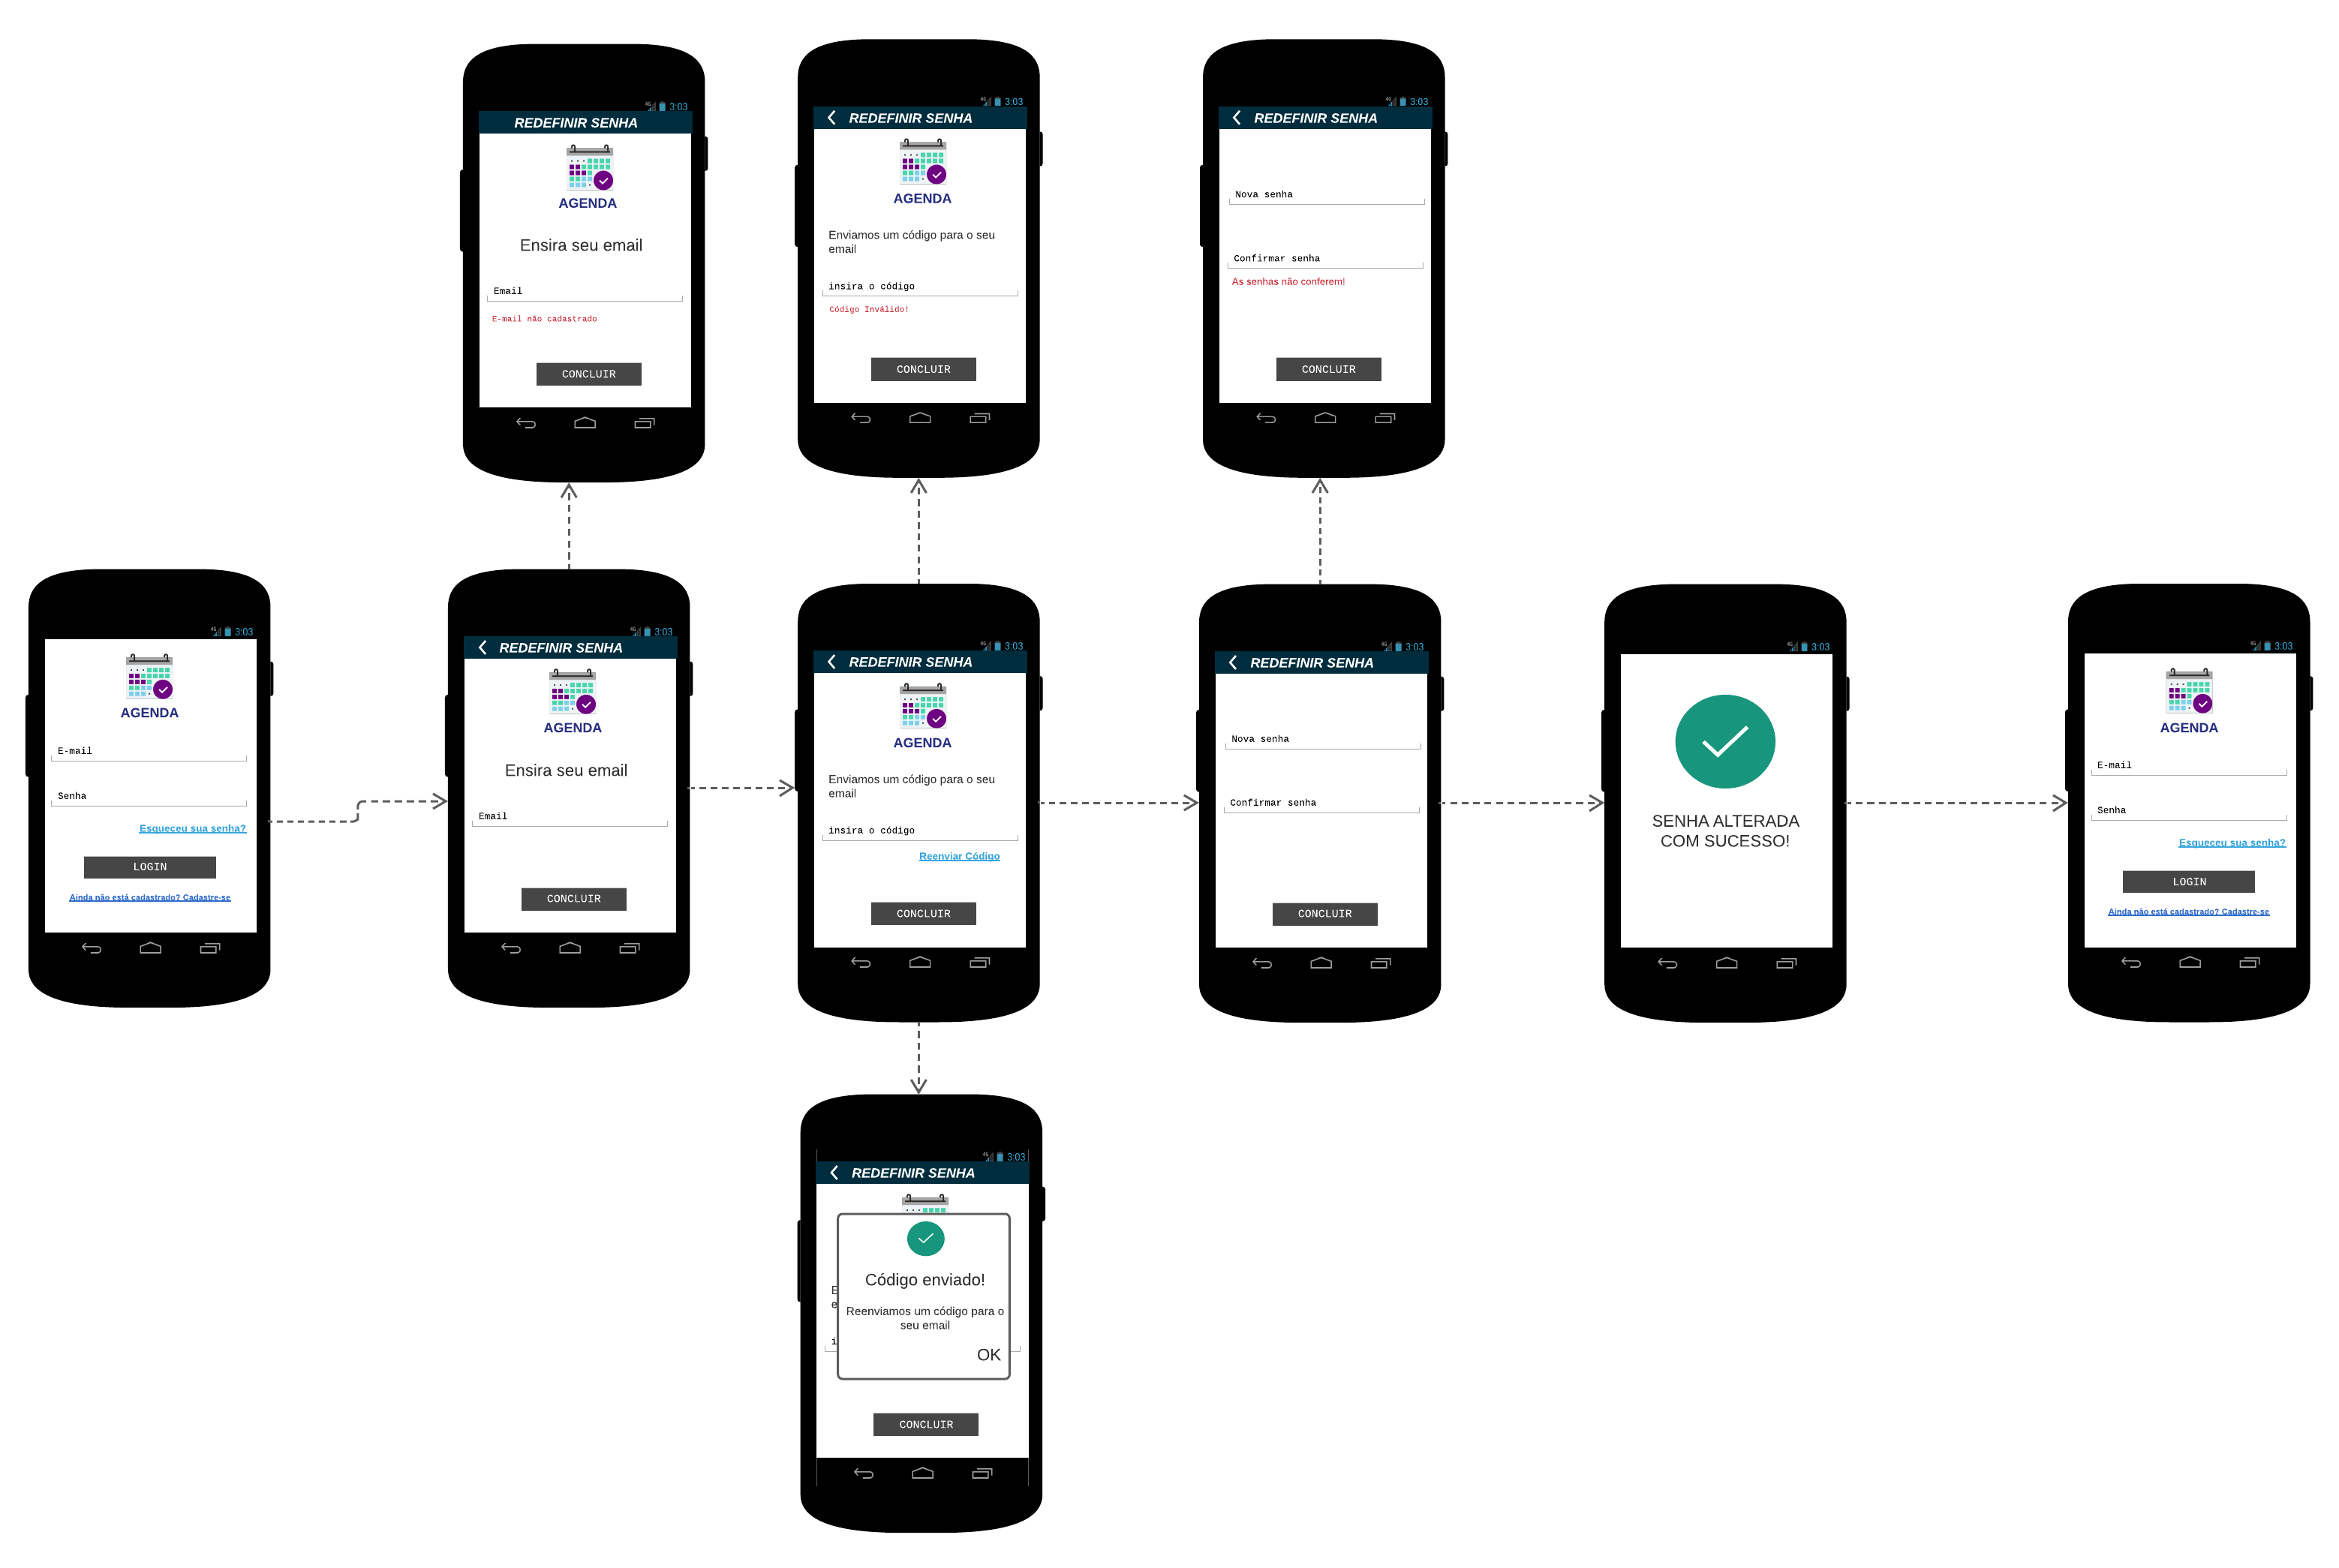 3:03
REDEFINIR SENHA
AGENDA
Ensira seu email
Email
E-mail não cadastrado
CONCLUIR
3:03
REDEFINIR SENHA
AGENDA
Enviamos um código para o seu
email
insira o código
Código Inválido!
CONCLUIR
3:03
REDEFINIR SENHA
Nova senha
Confirmar senha
As senhas não conferem!
CONCLUIR
3:03
AGENDA
E-mail
Senha
Esqueceu sua senha?
LOGIN
Ainda não está cadastrado? Cadastre-se
3:03
REDEFINIR SENHA
AGENDA
Ensira seu email
Email
CONCLUIR
3:03
REDEFINIR SENHA
AGENDA
Enviamos um código para o seu
email
insira o código
Reenviar Código
CONCLUIR
3:03
REDEFINIR SENHA
Nova senha
Confirmar senha
CONCLUIR
3:03
SENHA ALTERADA
COM SUCESSO!
3:03
AGENDA
E-mail
Senha
Esqueceu sua senha?
LOGIN
Ainda não está cadastrado? Cadastre-se
3:03
REDEFINIR SENHA
Código enviado!
Reenviamos um código para o
seu email
OK
CONCLUIR